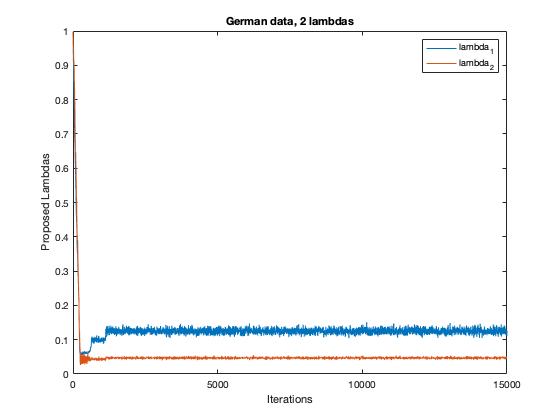 German data, 2 lambdas
1
0.9
0.8
0.7
0.6
0.5
0.4
0.3
0.2
0.1
0
Proposed Lambdas
0 5000 10000 15000
Iterations
lambda₁
lambda₂